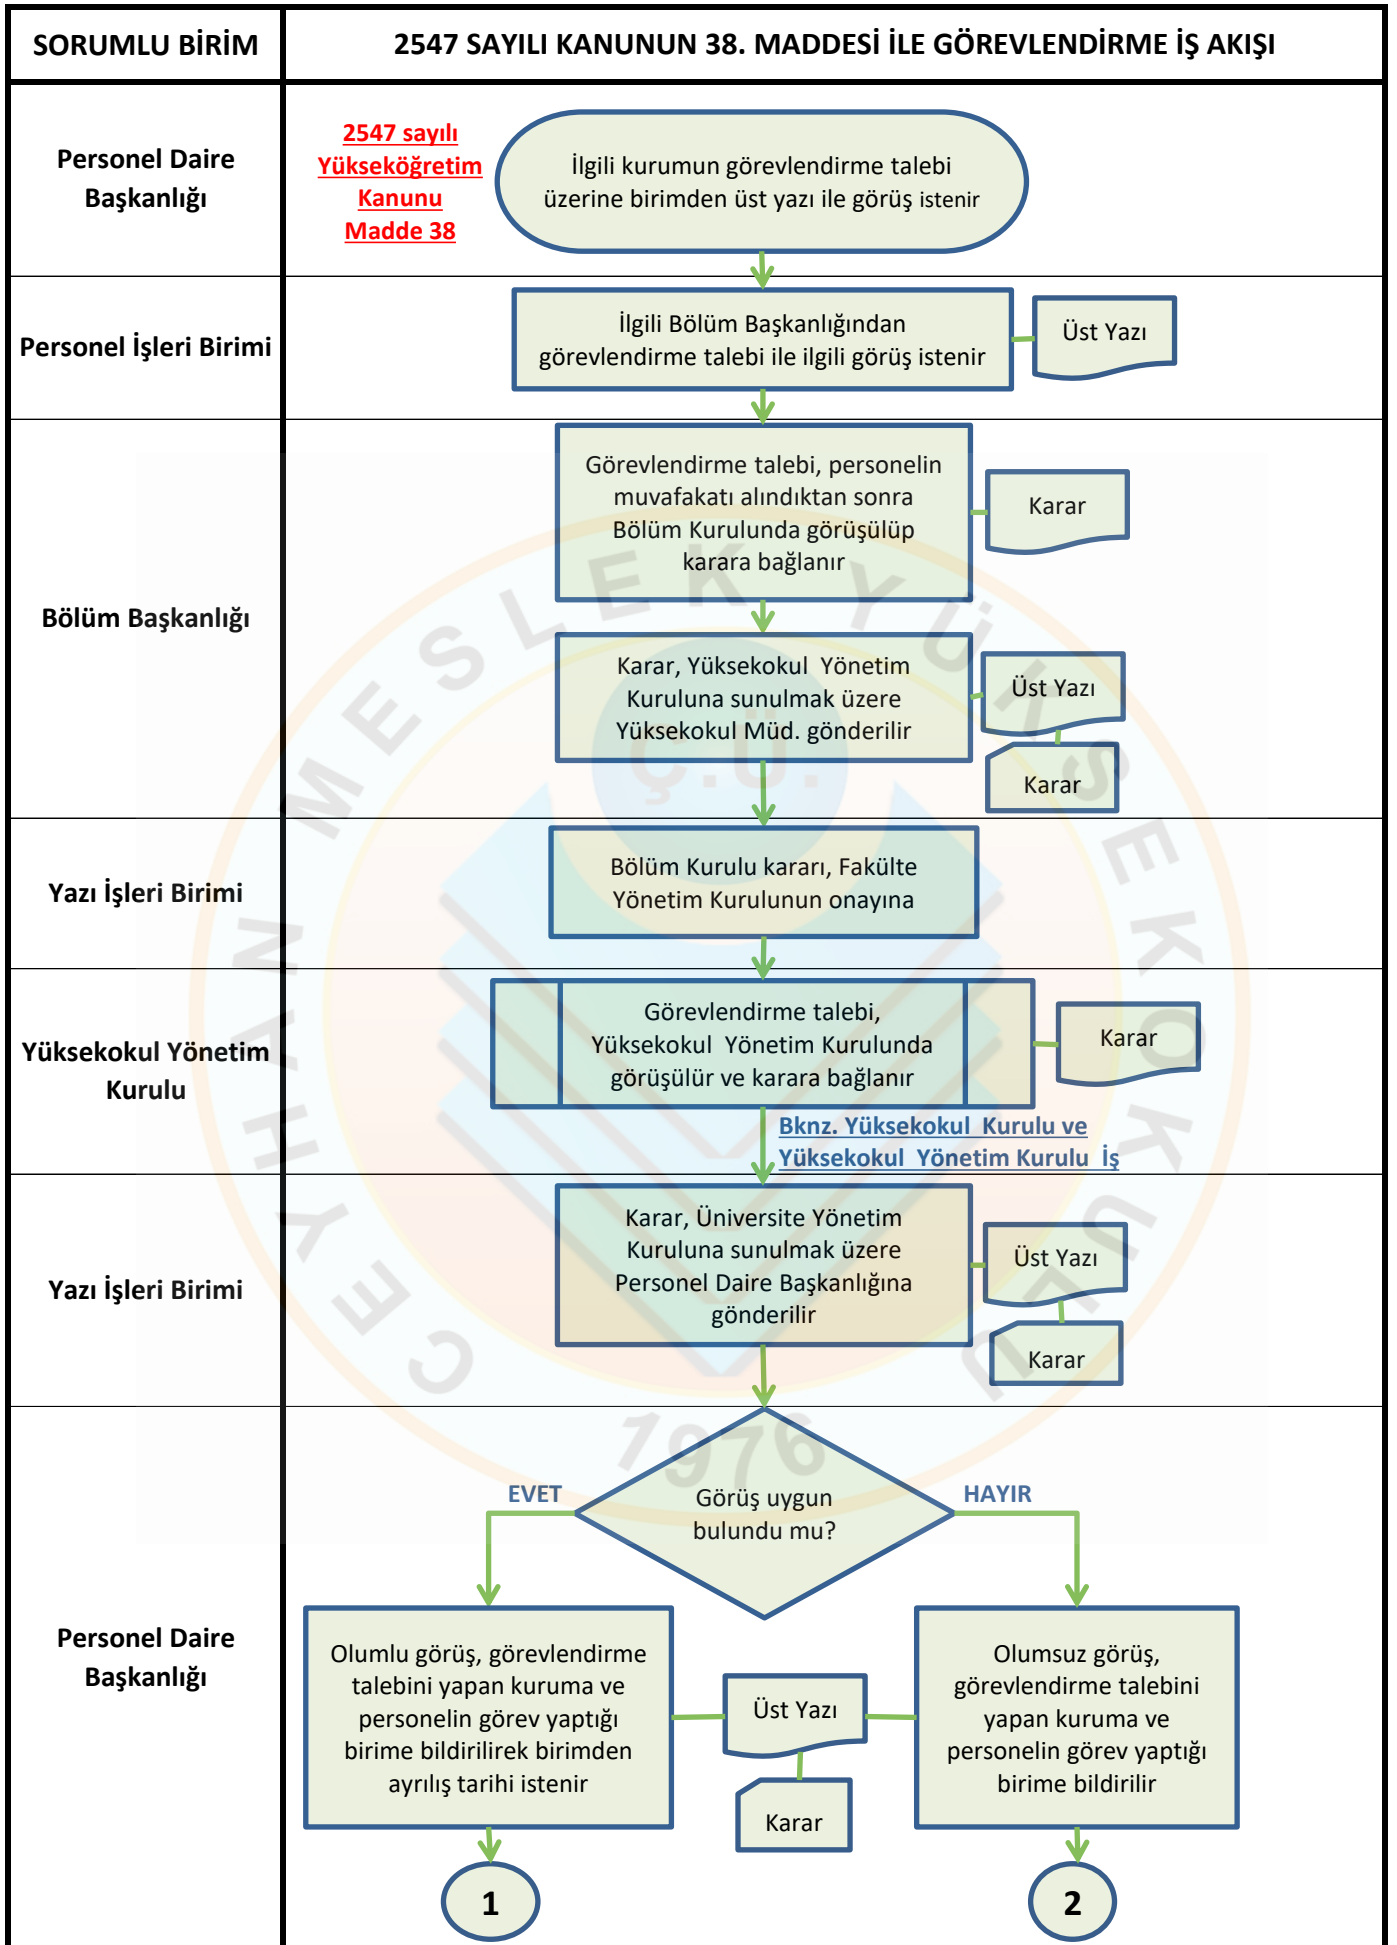 SORUMLU BİRİM
2547 SAYILI KANUNUN 38. MADDESİ İLE GÖREVLENDİRME İŞ AKIŞI
Personel Daire
Başkanlığı
2547 sayılı
Yükseköğretim
Kanunu
Madde 38
İlgili kurumun görevlendirme talebi
üzerine birimden üst yazı ile görüş istenir
Personel İşleri Birimi
İlgili Bölüm Başkanlığından
görevlendirme talebi ile ilgili görüş istenir
Üst Yazı
Bölüm Başkanlığı
Görevlendirme talebi, personelin
muvafakatı alındıktan sonra
Bölüm Kurulunda görüşülüp
karara bağlanır
Karar
Karar, Yüksekokul Yönetim
Kuruluna sunulmak üzere
Yüksekokul Müd. gönderilir
Üst Yazı
Karar
Yazı İşleri Birimi
Bölüm Kurulu kararı, Fakülte
Yönetim Kurulunun onayına
Yüksekokul Yönetim
Kurulu
Görevlendirme talebi,
Yüksekokul Yönetim Kurulunda
görüşülür ve karara bağlanır
Karar
Bknz. Yüksekokul Kurulu ve
Yüksekokul Yönetim Kurulu İş
Yazı İşleri Birimi
Karar, Üniversite Yönetim
Kuruluna sunulmak üzere
Personel Daire Başkanlığına
gönderilir
Üst Yazı
Karar
Personel Daire
Başkanlığı
EVET
Görüş uygun
bulundu mu?
HAYIR
Olumlu görüş, görevlendirme
talebini yapan kuruma ve
personelin görev yaptığı
birime bildirilirek birimden
ayrılış tarihi istenir
Üst Yazı
Karar
Olumsuz görüş,
görevlendirme talebini
yapan kuruma ve
personelin görev yaptığı
birime bildirilir
1
2
CEYHAN MESLEK YÜKSEKOKULU
Ç.Ü.
1976